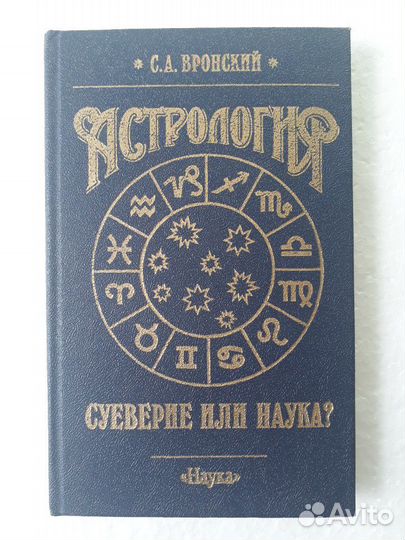 * С.А. ВРОНСКИЙ *
АСТРОЛОГИЯ
♑ ♐
♒ ♏
♓ ♎
♈ ♍
♉ ♌
♊ ♋
СУЕВЕРИЕ ИЛИ НАУКА?
«Наука»
Avito